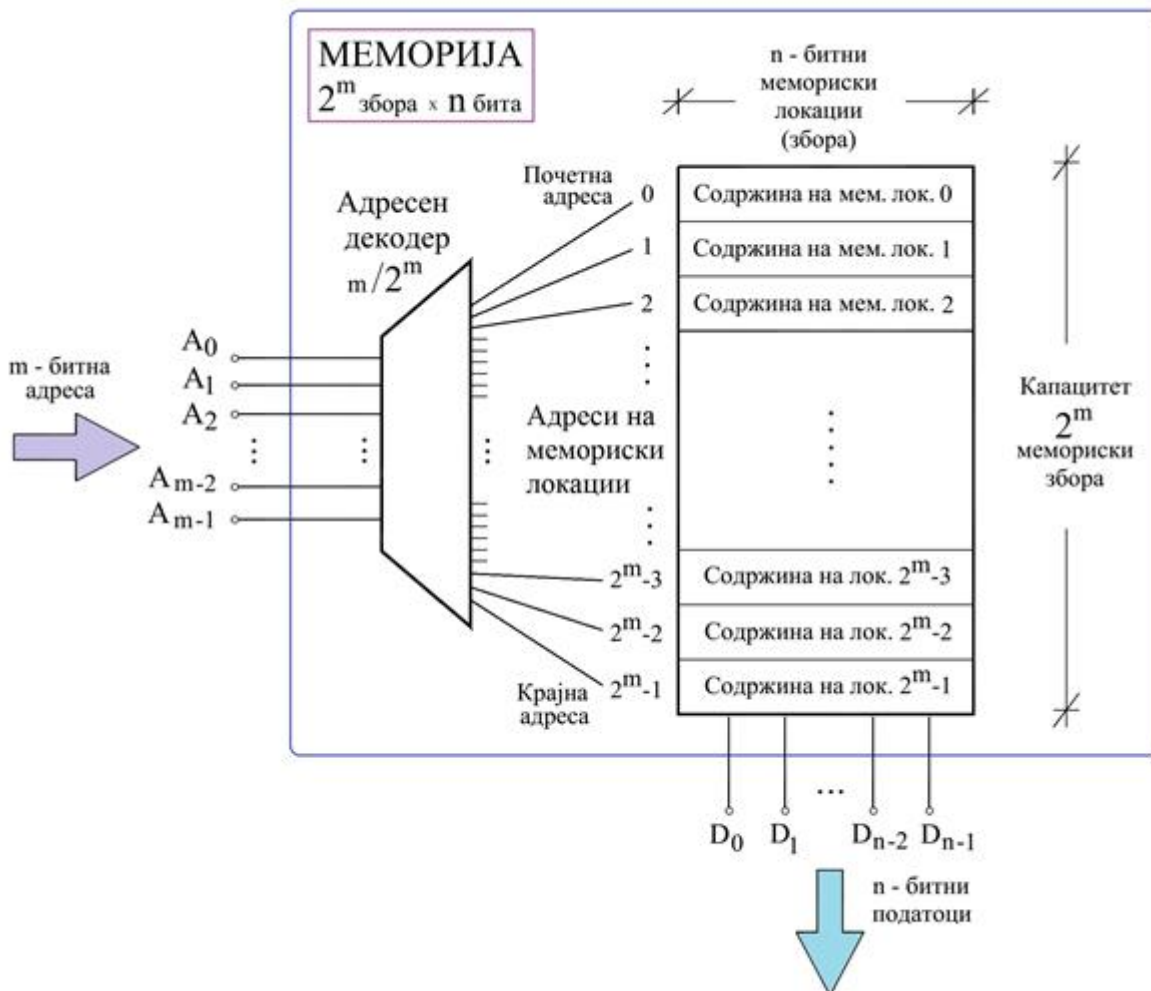 МЕМОРИЈА
2^m збора x n бита
n - битни
мемориски
локации
(збора)
Почетна
адреса
Адресен
декодер
m/2^m
0
1
2
Содржина на мем. лок. 0
Содржина на мем. лок. 1
Содржина на мем. лок. 2
m - битна
адреса
A0
A1
A2
Am-2
Am-1
Адреси на
мемориски
локации
Капацитет
2^m
мемориски
збора
2^m-3
2^m-2
2^m-1
Содржина на лок. 2^m-3
Содржина на лок. 2^m-2
Содржина на лок. 2^m-1
Крајна
адреса
D0 D1 ... Dn-2 Dn-1
n - битни
податоци